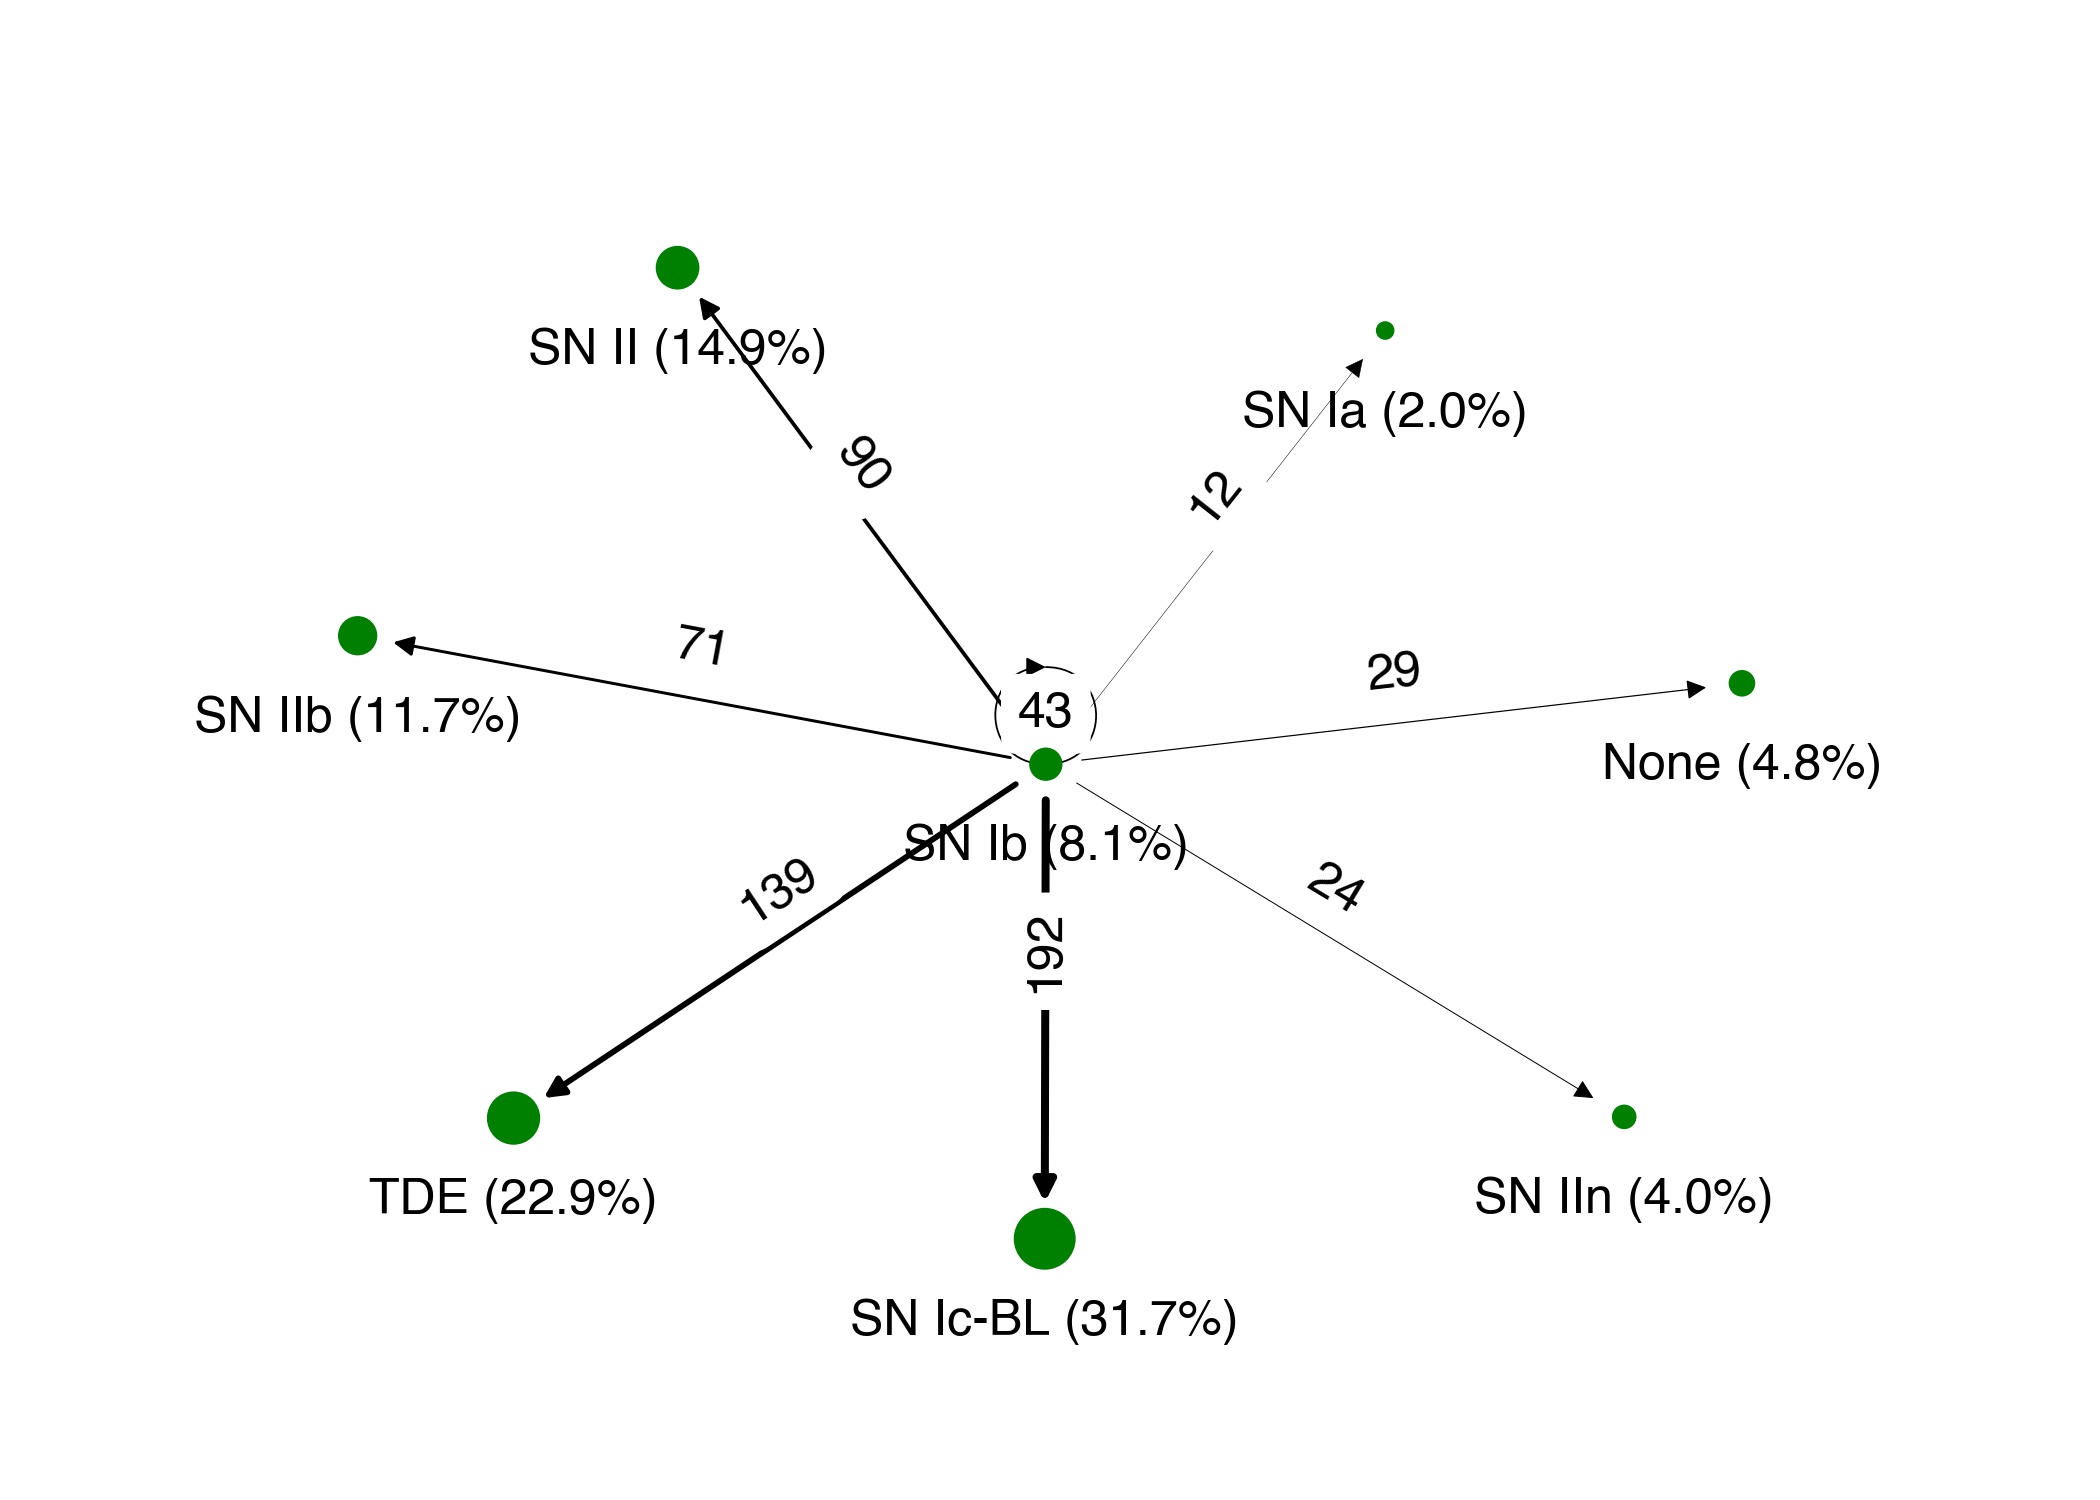 SN II (14.9%)
SN Ia (2.0%)
90
12
71
29
43
SN IIb (11.7%)
None (4.8%)
SN Ib (8.1%)
139
24
192
TDE (22.9%)
SN IIn (4.0%)
SN Ic-BL (31.7%)